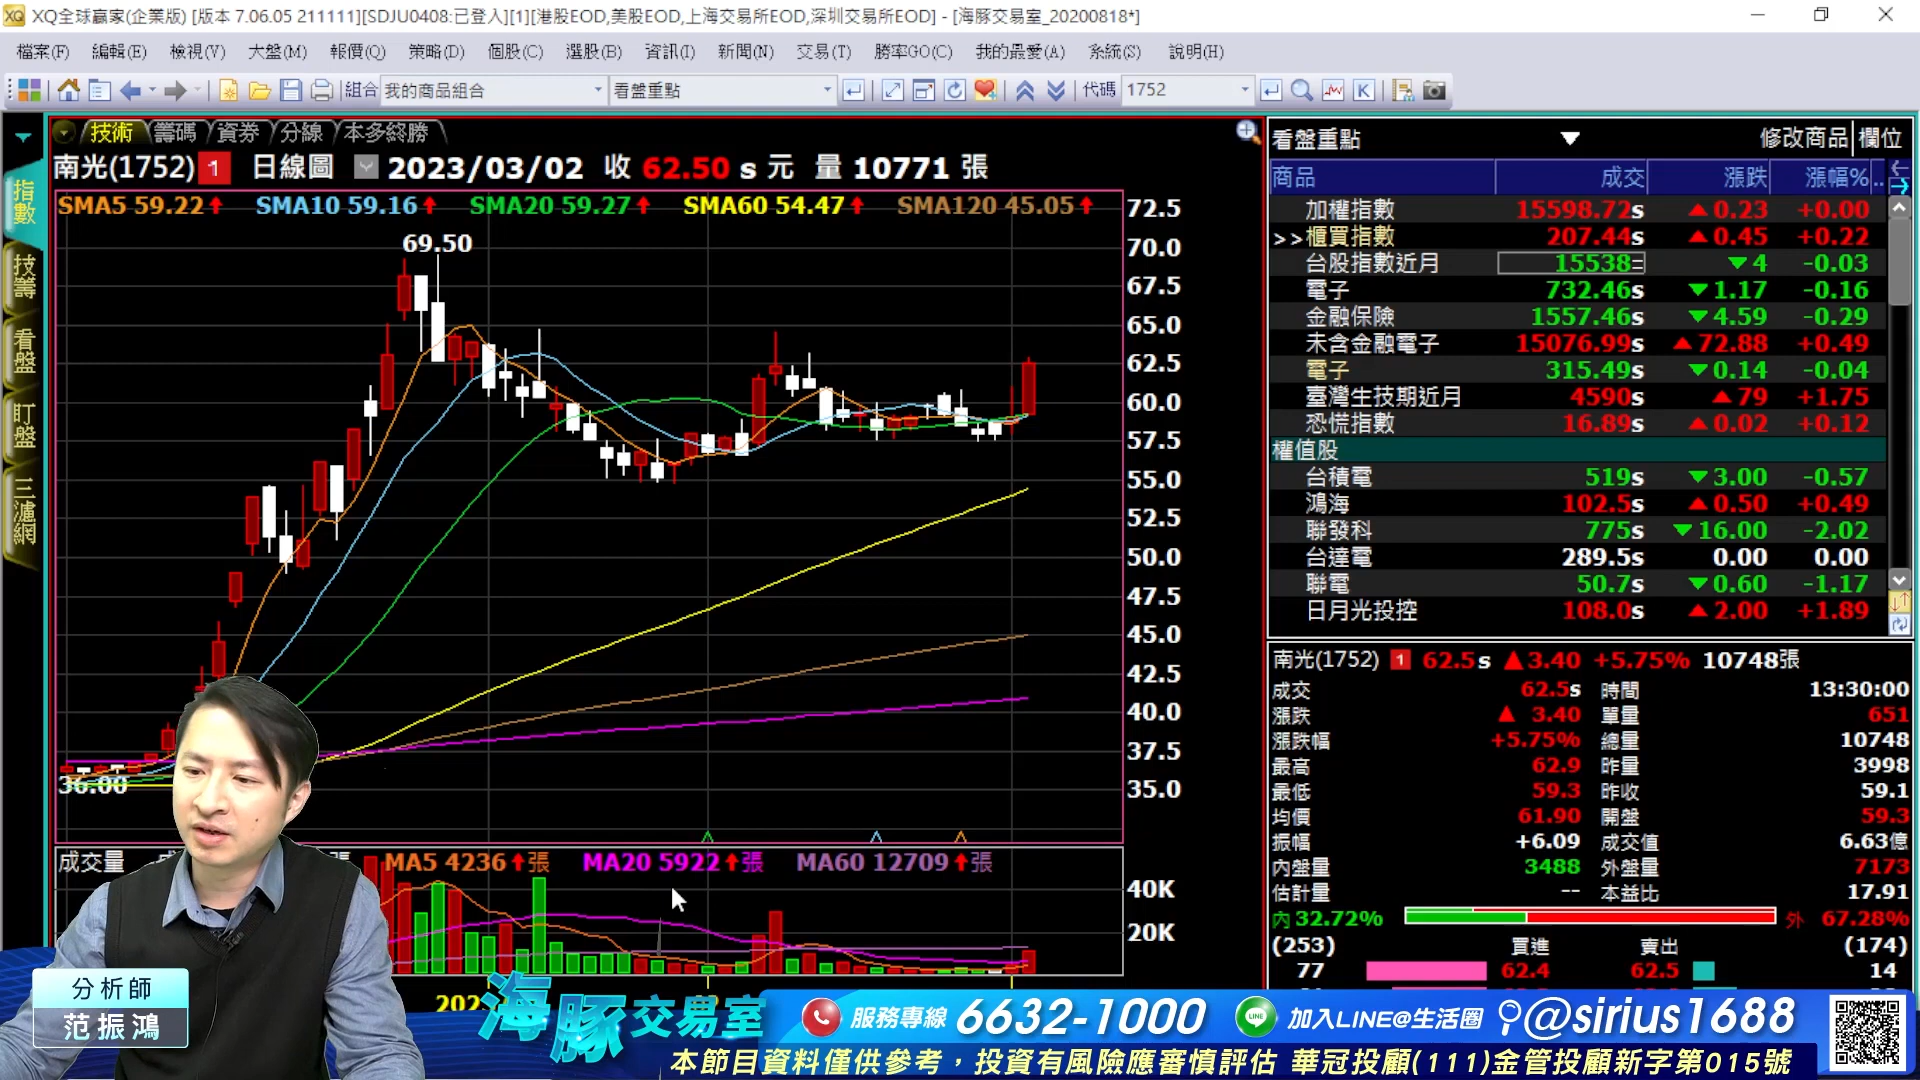 XQ全球贏家(企業版) [版本 7.06.05 211111][SDJU0408:已登入][1][港股EOD,美股EOD,上海交易所EOD,深圳交易所EOD] - [海豚交易室_20200818*]
檔案(F) 編輯(E) 檢視(V) 大盤(M) 報價(Q) 策略(D) 個股(C) 選股(B) 資訊(I) 新聞(N) 交易(T) 勝率GO(C) 我的最愛(A) 系統(S) 說明(H)
組合 我的商品組合 看盤重點 代碼 1752
技術 籌碼 資券 分線 本多終勝
南光(1752) 1 日線圖 2023/03/02 收 62.50 s 元 量 10771 張
SMA5 59.22 SMA10 59.16 SMA20 59.27 SMA60 54.47 SMA120 45.05
指數
技籌
看盤
盯盤
三濾網
69.50
36.00
72.5
70.0
67.5
65.0
62.5
60.0
57.5
55.0
52.5
50.0
47.5
45.0
42.5
40.0
37.5
35.0
成交量 張 MA5 4236 張 MA20 5922 張 MA60 12709 張
40K
20K
看盤重點 ▼ 修改商品 欄位
商品 成交 漲跌 漲幅%..
加權指數 15598.72s ▲0.23 +0.00
>>櫃買指數 207.44s ▲0.45 +0.22
台股指數近月 15538= ▼4 -0.03
電子 732.46s ▼1.17 -0.16
金融保險 1557.46s ▼4.59 -0.29
未含金融電子 15076.99s ▲72.88 +0.49
電子 315.49s ▼0.14 -0.04
臺灣生技期近月 4590s ▲79 +1.75
恐慌指數 16.89s ▲0.02 +0.12
權值股
台積電 519s ▼3.00 -0.57
鴻海 102.5s ▲0.50 +0.49
聯發科 775s ▼16.00 -2.02
台達電 289.5s 0.00 0.00
聯電 50.7s ▼0.60 -1.17
日月光投控 108.0s ▲2.00 +1.89
南光(1752) 1 62.5s ▲3.40 +5.75% 10748張
成交 62.5s 時間 13:30:00
漲跌 ▲ 3.40 單量 651
漲跌幅 +5.75% 總量 10748
最高 62.9 昨量 3998
最低 59.3 昨收 59.1
均價 61.90 開盤 59.3
振幅 +6.09 成交值 6.63億
內盤量 3488 外盤量 7173
估計量 -- 本益比 17.91
內 32.72% 外 67.28%
(253) 買進 賣出 (174)
77 62.4 62.5 14
分析師
范振鴻
海豚交易室 服務專線 6632-1000 LINE 加入LINE@生活圈 @sirius1688
本節目資料僅供參考，投資有風險應審慎評估 華冠投顧(111)金管投顧新字第015號